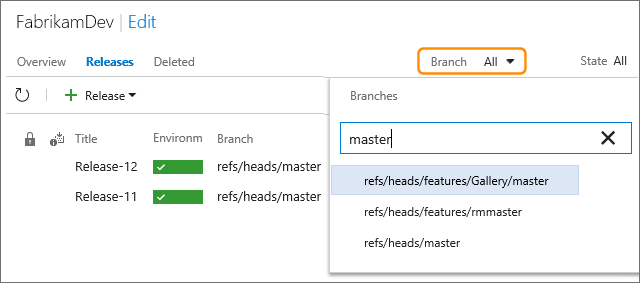 FabrikamDev | Edit
Overview Releases Deleted Branch All State All
Release Branches
master
Title Environm Branch
Release-12 refs/heads/master refs/heads/features/Gallery/master
Release-11 refs/heads/master refs/heads/features/rmmaster
refs/heads/master